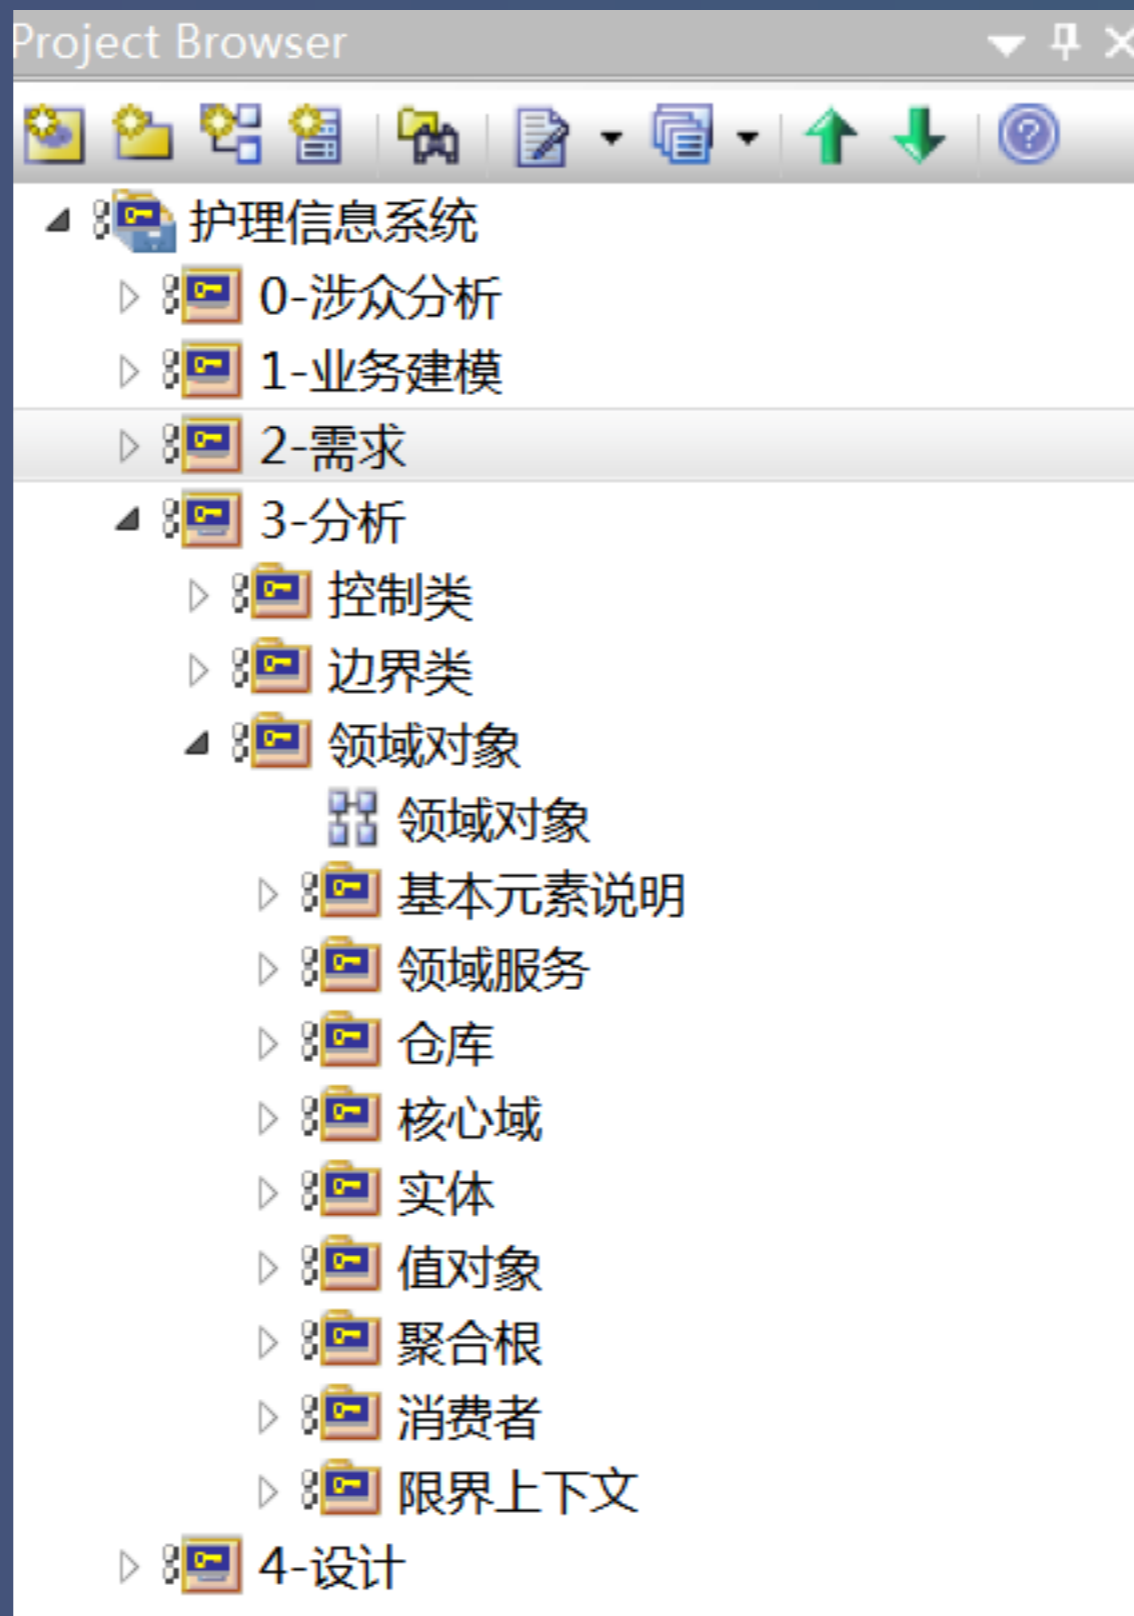 Project Browser
护理信息系统
0-涉众分析
1-业务建模
2-需求
3-分析
控制类
边界类
领域对象
领域对象
基本元素说明
领域服务
仓库
核心域
实体
值对象
聚合根
消费者
限界上下文
4-设计